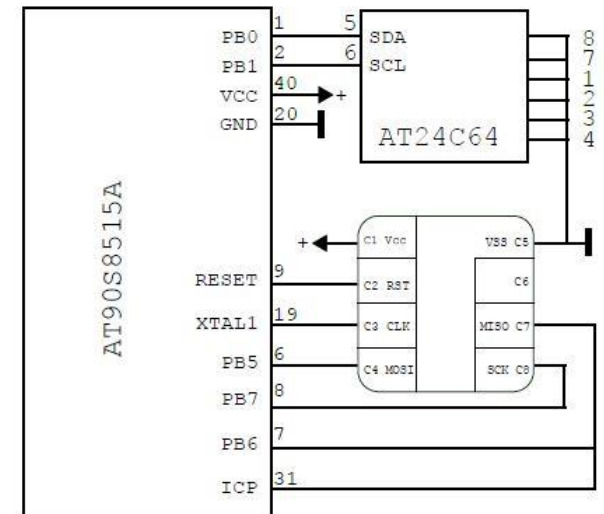 AT90S8515A
PB0 1 5 SDA 8
PB1 2 6 SCL 7
1
VCC 40 +
2
GND 20
3
AT24C64 4
+ C1 Vcc VSS C5
RESET 9 C2 RST C6
XTAL1 19 C3 CLK MISO C7
PB5 6 C4 MOSI SCK C8
PB7 8
PB6 7
ICP 31